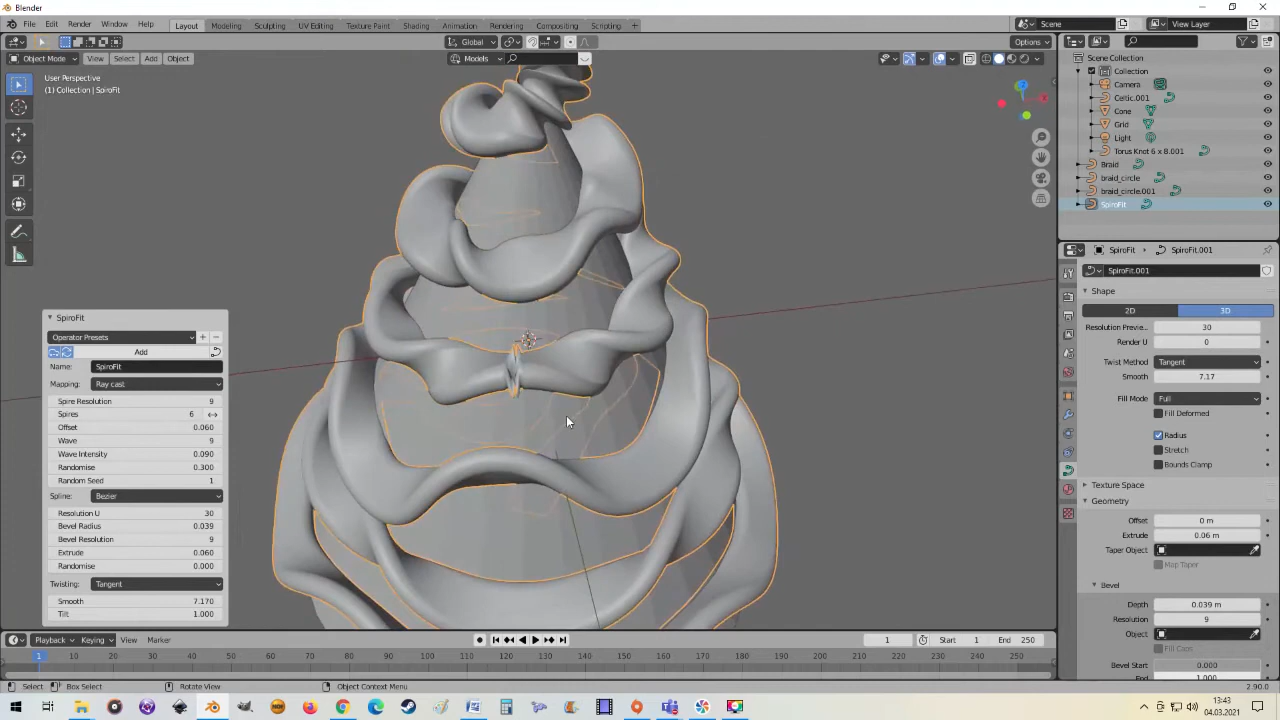 Blender
File Edit Render Window Help Layout Modeling Sculpting UV Editing Texture Paint Shading Animation Rendering Compositing Scripting + Scene View Layer
Global Options
Object Mode View Select Add Object Models
User Perspective
(1) Collection | SpiroFit
Scene Collection
Collection
Camera
Celtic.001
Cone
Grid
Light
Torus Knot 6 x 8.001
Braid
braid_circle
braid_circle.001
SpiroFit
SpiroFit SpiroFit.001
SpiroFit.001
Shape
2D 3D
Resolution Previe... 30
Render U 0
Twist Method Tangent
Smooth 7.17
Fill Mode Full
Fill Deformed
Radius
Stretch
Bounds Clamp
Texture Space
Geometry
Offset 0 m
Extrude 0.06 m
Taper Object
Map Taper
Bevel
Depth 0.039 m
Resolution 9
Object
Fill Caps
Bevel Start 0.000
1.000
SpiroFit
Operator Presets
Add
Name: SpiroFit
Mapping: Ray cast
Spire Resolution 9
Spires 6
Offset 0.060
Wave 9
Wave Intensity 0.090
Randomise 0.300
Random Seed 1
Spline: Bezier
Resolution U 30
Bevel Radius 0.039
Bevel Resolution 9
Extrude 0.060
Randomise 0.000
Twisting: Tangent
Smooth 7.170
Tilt 1.000
Playback Keying View Marker 1 Start 1 End 250
1 10 20 30 40 50 60 70 80 90 100 110 120 130 140 150 160 170 180 190 200 210 220 230 240 250
Select Box Select Rotate View Object Context Menu 2.90.0
13:43
04.03.2021